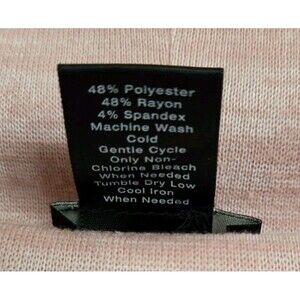 48% Polyester
48% Rayon
4% Spandex
Machine Wash
Cold
Gentle Cycle
Only Non-
Chlorine Bleach
When Needed
Tumble Dry Low
Cool Iron
When Needed